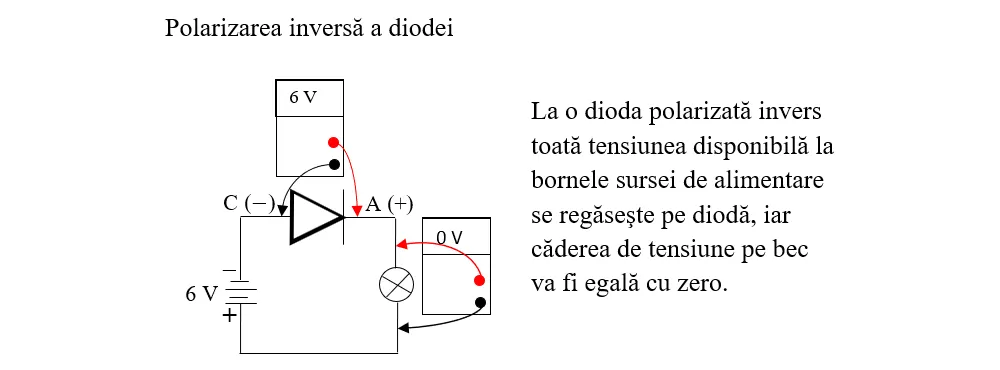 Polarizarea inversă a diodei
6 V
La o dioda polarizată invers
toată tensiunea disponibilă la
bornele sursei de alimentare
se regăseşte pe diodă, iar
căderea de tensiune pe bec
va fi egală cu zero.
C (−)
A (+)
0 V
−
6 V
+